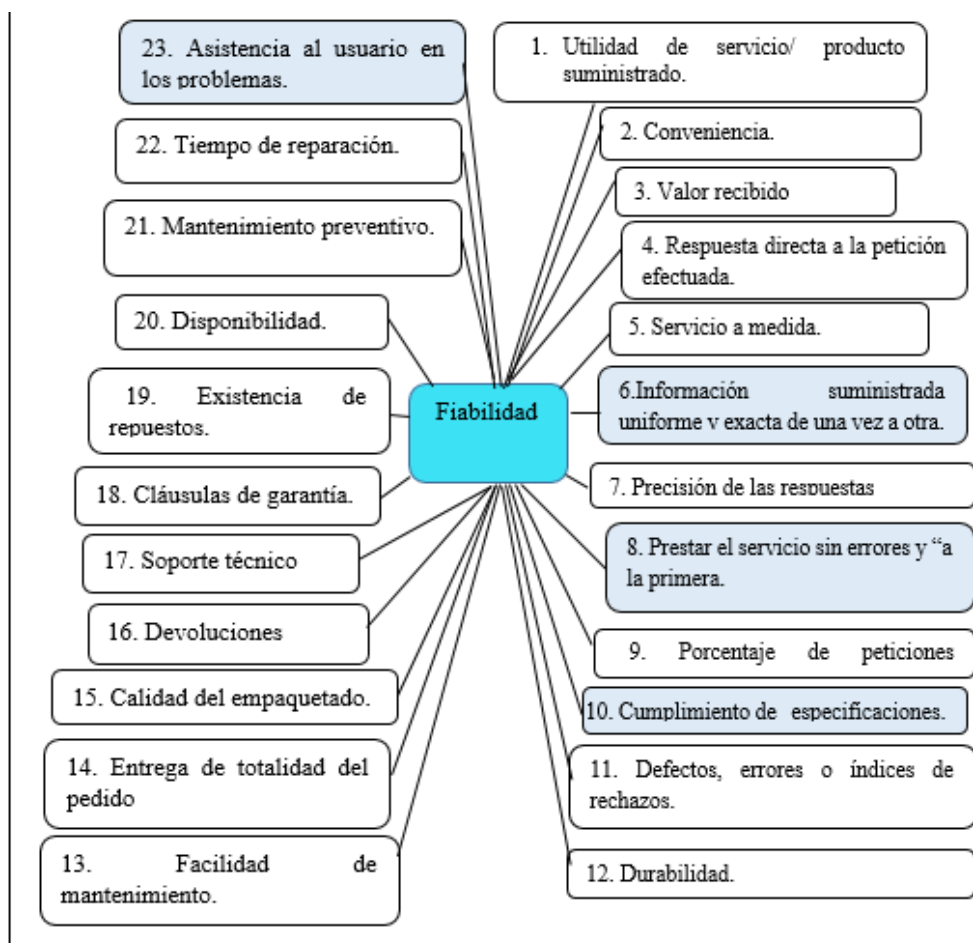 23. Asistencia al usuario en
los problemas.
1. Utilidad de servicio/ producto
suministrado.
2. Conveniencia.
22. Tiempo de reparación.
3. Valor recibido
21. Mantenimiento preventivo.
4. Respuesta directa a la petición
efectuada.
20. Disponibilidad.
5. Servicio a medida.
19. Existencia de
repuestos.
Fiabilidad
6.Información suministrada
uniforme y exacta de una vez a otra.
18. Cláusulas de garantía.
7. Precisión de las respuestas
17. Soporte técnico
8. Prestar el servicio sin errores y “a
la primera.
16. Devoluciones
9. Porcentaje de peticiones
15. Calidad del empaquetado.
10. Cumplimiento de especificaciones.
14. Entrega de totalidad del
pedido
11. Defectos, errores o índices de
rechazos.
13. Facilidad de
mantenimiento.
12. Durabilidad.